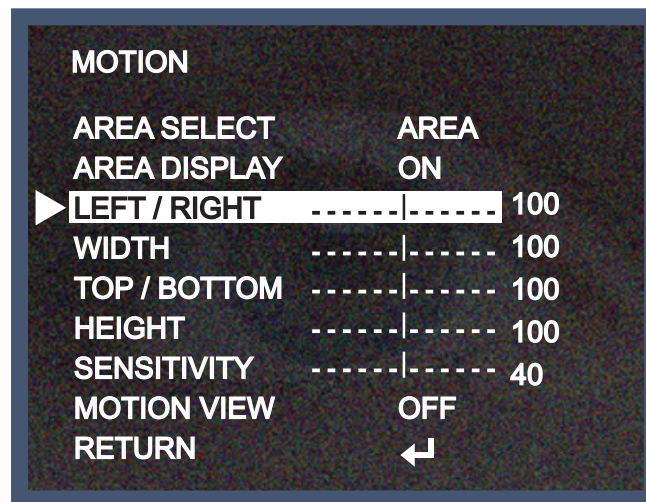 MOTION
AREA SELECT AREA
AREA DISPLAY ON
LEFT / RIGHT ------|------ 100
WIDTH ------|------ 100
TOP / BOTTOM ------|------ 100
HEIGHT ------|------ 100
SENSITIVITY ------|------ 40
MOTION VIEW OFF
RETURN ↵